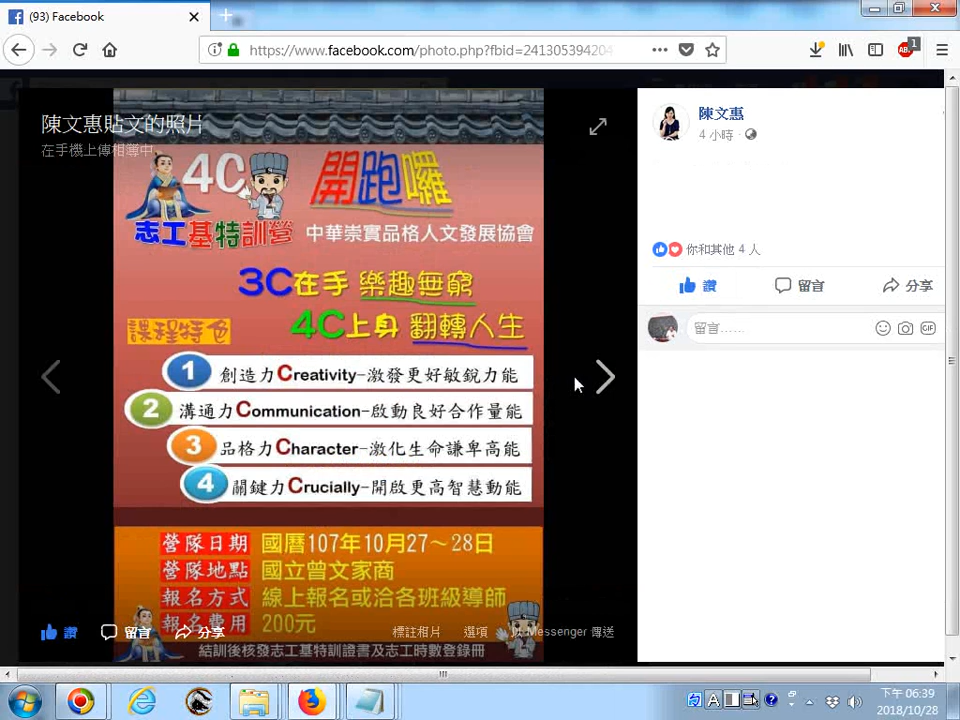 (93) Facebook
https://www.facebook.com/photo.php?fbid=241305394204
1
陳文惠貼文的照片
在手機上傳相簿中
4C 開跑囉
志工基特訓營 中華崇實品格人文發展協會
3C在手 樂趣無窮
4C上身 翻轉人生
課程特色
1 創造力Creativity-激發更好敏銳力能
2 溝通力Communication-啟動良好合作量能
3 品格力Character-激化生命謙卑高能
4 關鍵力Crucially-開啟更高智慧動能
營隊日期 國曆107年10月27~28日
營隊地點 國立曾文家商
報名方式 線上報名或洽各班級導師
報名費用 200元
結訓後核發志工基特訓證書及志工時數登錄冊
讚 留言 分享 標註相片 選項 以 Messenger 傳送
陳文惠
4 小時
你和其他 4 人
讚 留言 分享
留言......
GIF
A
下午 06:39
2018/10/28